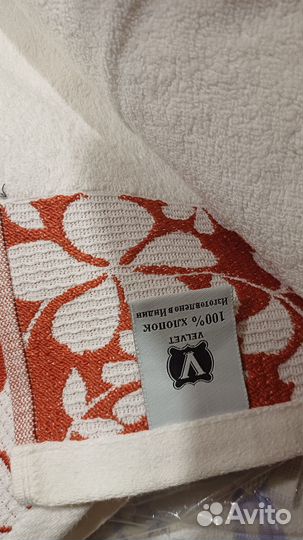 V
VELVET
100% хлопок
Изготовлено в Индии
Avito